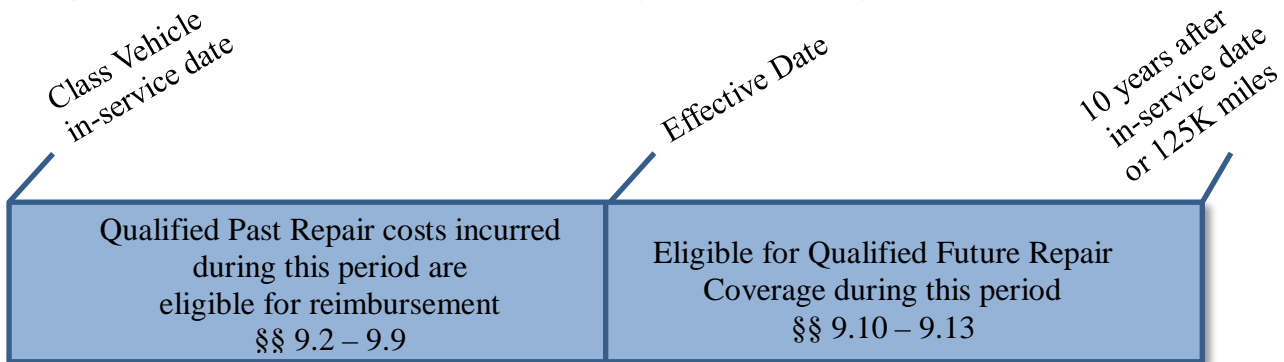 Class Vehicle
in-service date
Effective Date
10 years after
in-service date
or 125K miles
Qualified Past Repair costs incurred
during this period are
eligible for reimbursement
§§ 9.2 – 9.9
Eligible for Qualified Future Repair
Coverage during this period
§§ 9.10 – 9.13